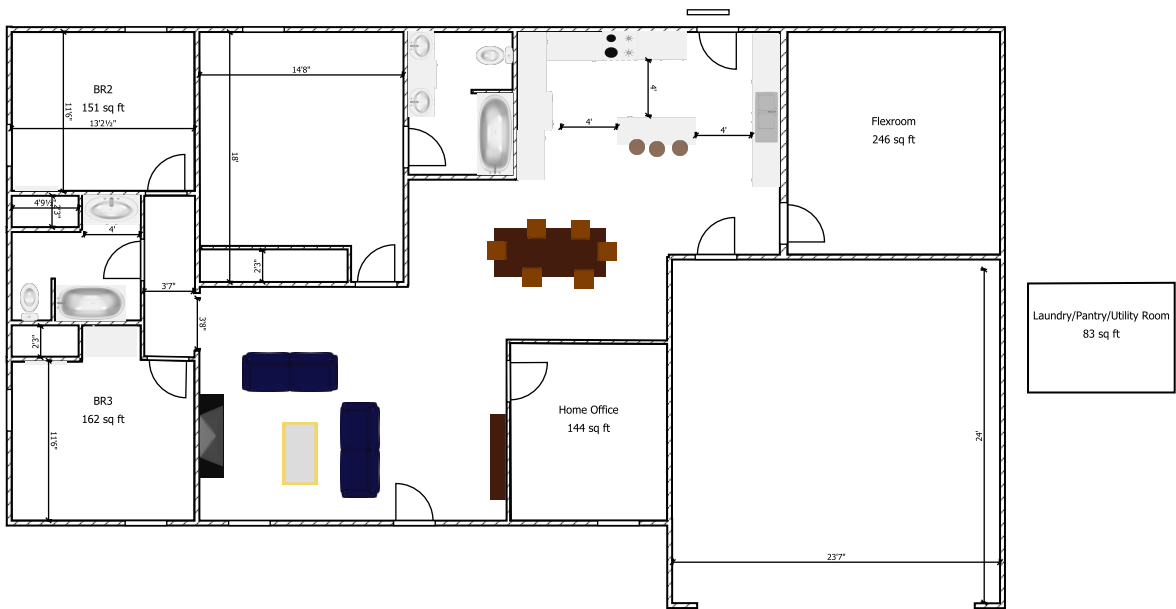 BR2
151 sq ft
11'6"
13'2½"
14'8"
18'
4'
4'
4'
Flexroom
246 sq ft
4'9½"
2'3"
4'
2'3"
3'7"
3'8"
2'3"
BR3
162 sq ft
11'6"
Home Office
144 sq ft
24'
23'7"
Laundry/Pantry/Utility Room
83 sq ft